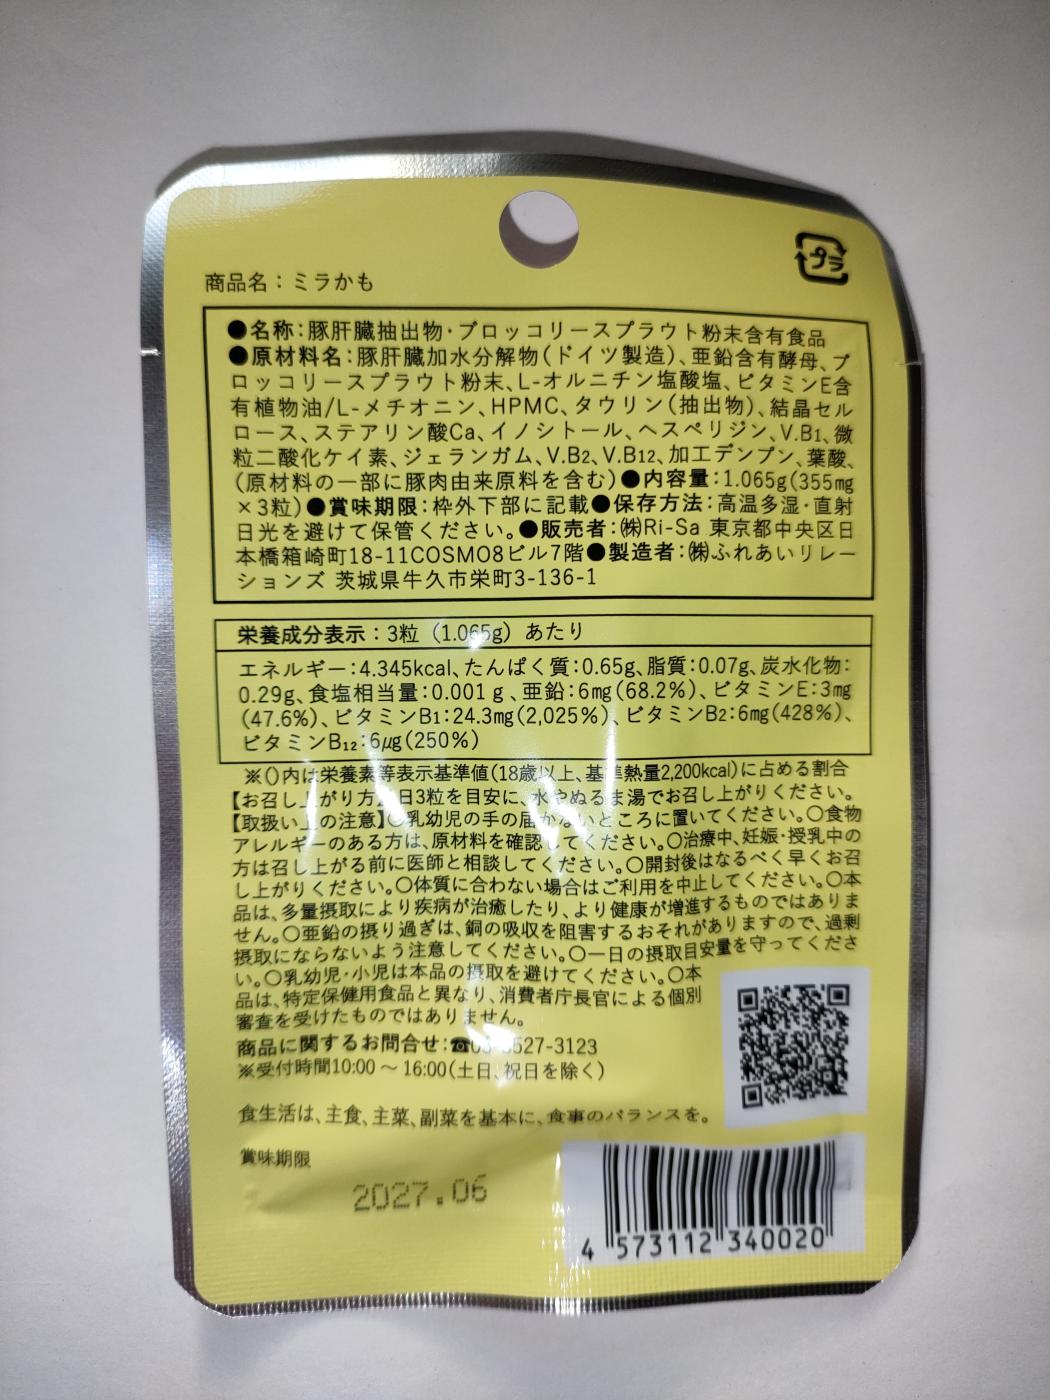 プラ
商品名：ミラかも
●名称：豚肝臓抽出物・ブロッコリースプラウト粉末含有食品
●原材料名：豚肝臓加水分解物（ドイツ製造）、亜鉛含有酵母、ブ
ロッコリースプラウト粉末、L-オルニチン塩酸塩、ビタミンE含
有植物油/L-メチオニン、HPMC、タウリン（抽出物）、結晶セル
ロース、ステアリン酸Ca、イノシトール、ヘスペリジン、V.B1、微
粒二酸化ケイ素、ジェランガム、V.B2、V.B12、加工デンプン、葉酸、
（原材料の一部に豚肉由来原料を含む）●内容量：1.065g（355mg
×3粒）●賞味期限：枠外下部に記載●保存方法：高温多湿・直射
日光を避けて保管ください。●販売者：㈱Ri-Sa 東京都中央区日
本橋箱崎町18-11COSMO8ビル7階●製造者：㈱ふれあいリレー
ションズ 茨城県牛久市栄町3-136-1
栄養成分表示：3粒（1.065g）あたり
エネルギー：4.345kcal、たんぱく質：0.65g、脂質：0.07g、炭水化物：
0.29g、食塩相当量：0.001g、亜鉛：6mg（68.2%）、ビタミンE：3mg
（47.6%）、ビタミンB1：24.3mg（2,025%）、ビタミンB2：6mg（428%）、
ビタミンB12：6μg（250%）
※（）内は栄養素等表示基準値（18歳以上、基準熱量2,200kcal）に占める割合
【お召し上がり方】日3粒を目安に、水やぬるま湯でお召し上がりください。
【取扱い上の注意】○乳幼児の手の届かないところに置いてください。○食物
アレルギーのある方は、原材料を確認してください。○治療中、妊娠・授乳中の
方は召し上がる前に医師と相談してください。○開封後はなるべく早くお召
し上がりください。○体質に合わない場合はご利用を中止してください。○本
品は、多量摂取により疾病が治癒したり、より健康が増進するものではありま
せん。○亜鉛の摂り過ぎは、銅の吸収を阻害するおそれがありますので、過剰
摂取にならないよう注意してください。○一日の摂取目安量を守ってくださ
い。○乳幼児・小児は本品の摂取を避けてください。○本
品は、特定保健用食品と異なり、消費者庁長官による個別
審査を受けたものではありません。
商品に関するお問合せ：☎03-527-3123
※受付時間10:00 ～ 16:00（土日、祝日を除く）
食生活は、主食、主菜、副菜を基本に、食事のバランスを。
賞味期限
2027.06
4 573112 340020